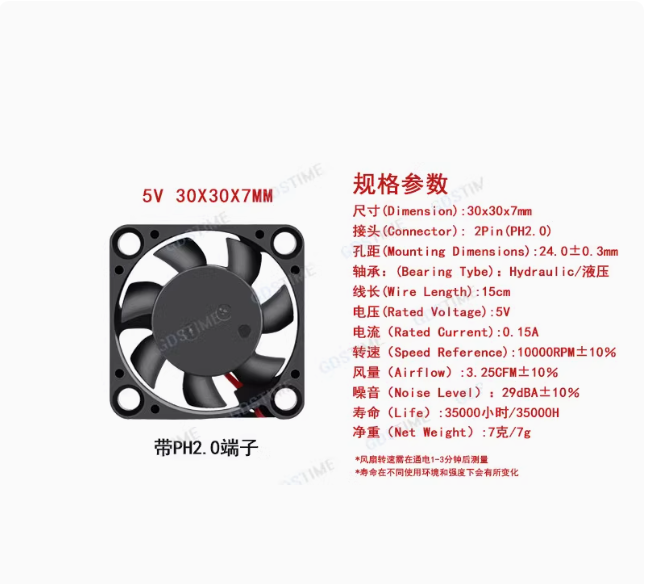 5V 30X30X7MM
规格参数
尺寸(Dimension):30x30x7mm
接头(Connector): 2Pin(PH2.0)
孔距(Mounting Dimensions):24.0±0.3mm
轴承：(Bearing Tybe)：Hydraulic/液压
线长(Wire Length):15cm
电压(Rated Voltage):5V
电流（Rated Current):0.15A
转速（Speed Reference):10000RPM±10%
风量（Airflow）:3.25CFM±10%
噪音（Noise Level）：29dBA±10%
寿命（Life）:35000小时/35000H
净重（Net Weight）:7克/7g
*风扇转速需在通电1-3分钟后测量
*寿命在不同使用环境和强度下会有所变化
带PH2.0端子
GDSTIME